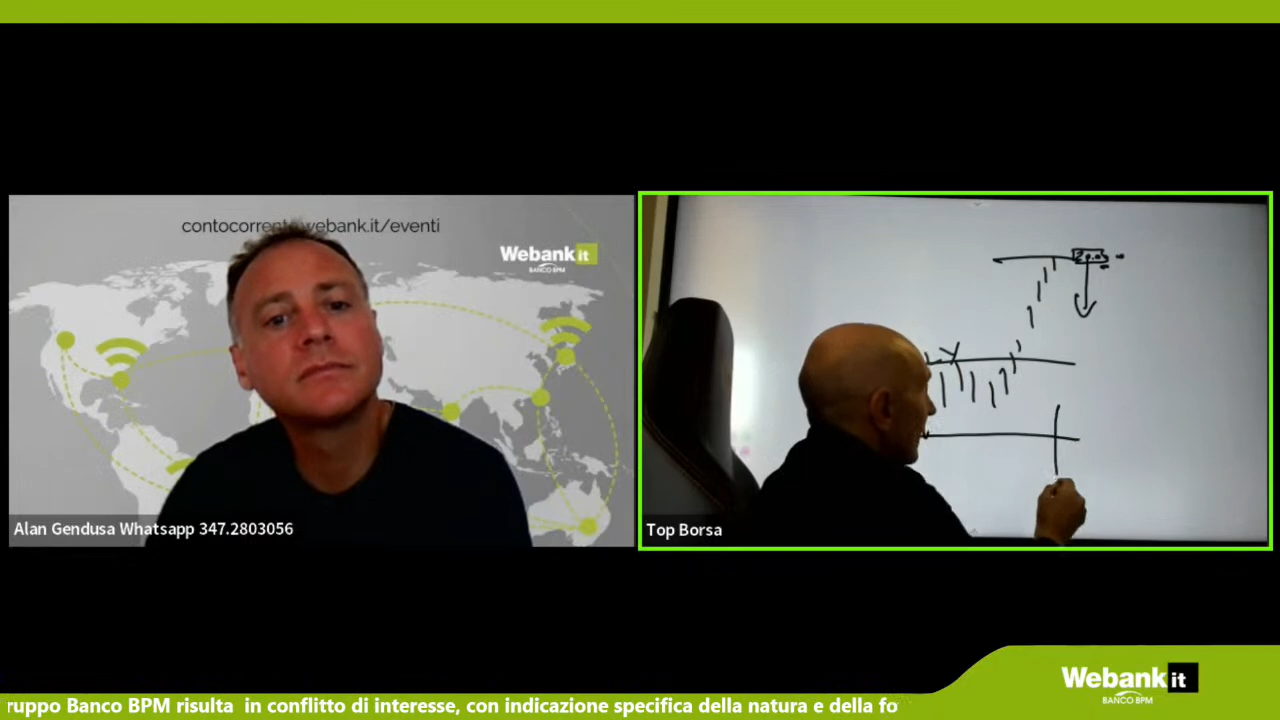 contocorrente.webank.it/eventi
Webank it
BANCO BPM
Alan Gendusa Whatsapp 347.2803056
Top Borsa
Webank it
BANCO BPM
ruppo Banco BPM risulta in conflitto di interesse, con indicazione specifica della natura e della fo